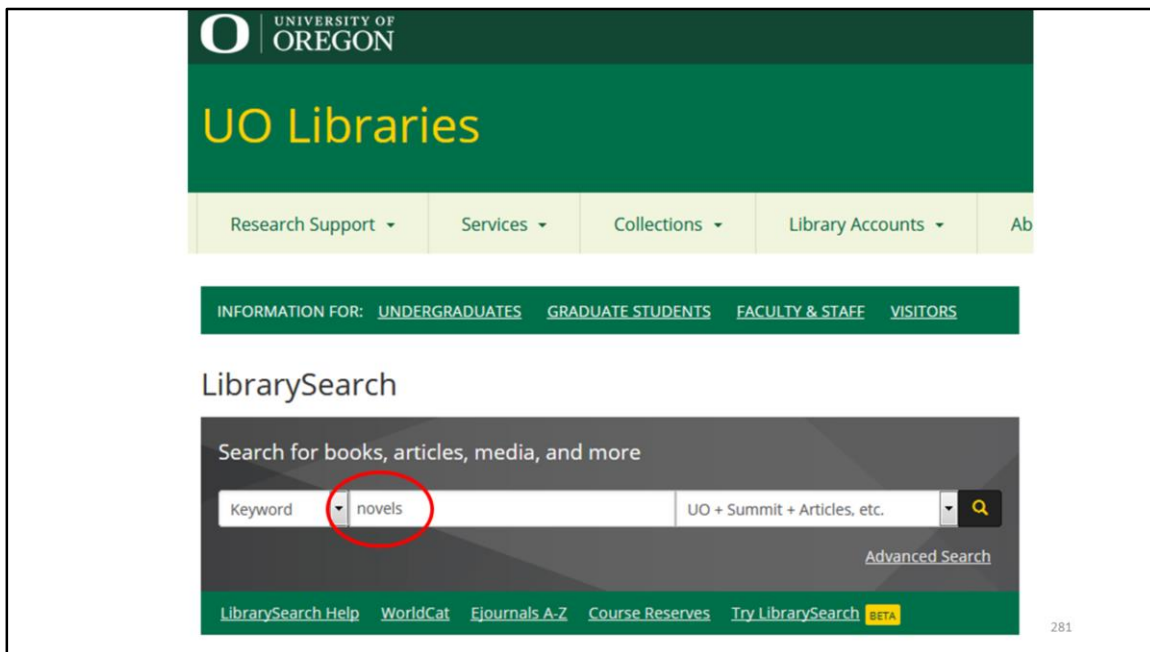 O UNIVERSITY OF
OREGON
UO Libraries
Research Support Services Collections Library Accounts Ab
INFORMATION FOR: UNDERGRADUATES GRADUATE STUDENTS FACULTY & STAFF VISITORS
LibrarySearch
Search for books, articles, media, and more
Keyword novels UO + Summit + Articles, etc.
Advanced Search
LibrarySearch Help WorldCat Ejournals A-Z Course Reserves Try LibrarySearch BETA
281